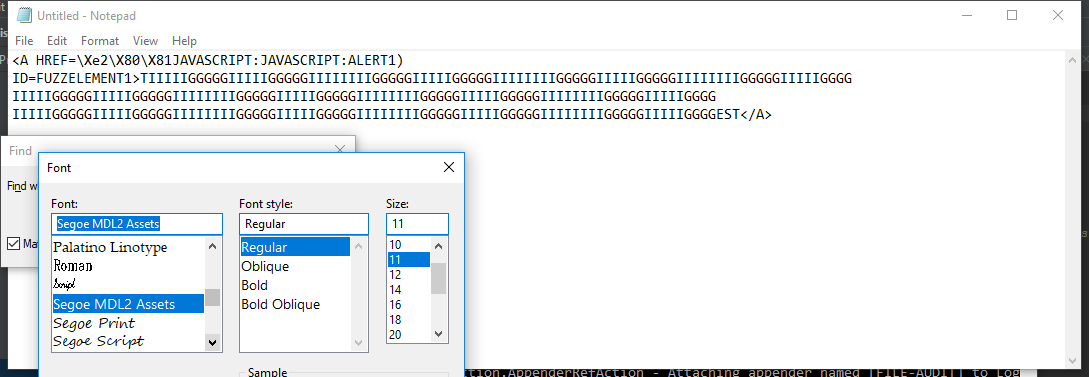 Untitled - Notepad
File Edit Format View Help
<A HREF=\Xe2\X80\X81JAVASCRIPT:JAVASCRIPT:ALERT1)
ID=FUZZELEMENT1>TIIIIIGGGGGIIIIIGGGGGIIIIIIIIGGGGGIIIIIGGGGGIIIIIIIIGGGGGIIIIIGGGGGIIIIIIIIGGGGGIIIIIGGGG
IIIIIGGGGGIIIIIGGGGGIIIIIIIIGGGGGIIIIIGGGGGIIIIIIIIGGGGGIIIIIGGGGGIIIIIIIIGGGGGIIIIIGGGG
IIIIIGGGGGIIIIIGGGGGIIIIIIIIGGGGGIIIIIGGGGGIIIIIIIIGGGGGIIIIIGGGGGIIIIIIIIGGGGGIIIIIGGGGEST</A>
Find
Find w
Mat
Font
Font: Font style: Size:
Segoe MDL2 Assets Regular 11
Palatino Linotype Regular 10
Roman Oblique 11
Script Bold 12
Segoe MDL2 Assets Bold Oblique 14
Segoe Print 16
Segoe Script 18
20
Sample
ction.AppenderRefAction - Attaching appender named [FILE-AUDIT] to Log